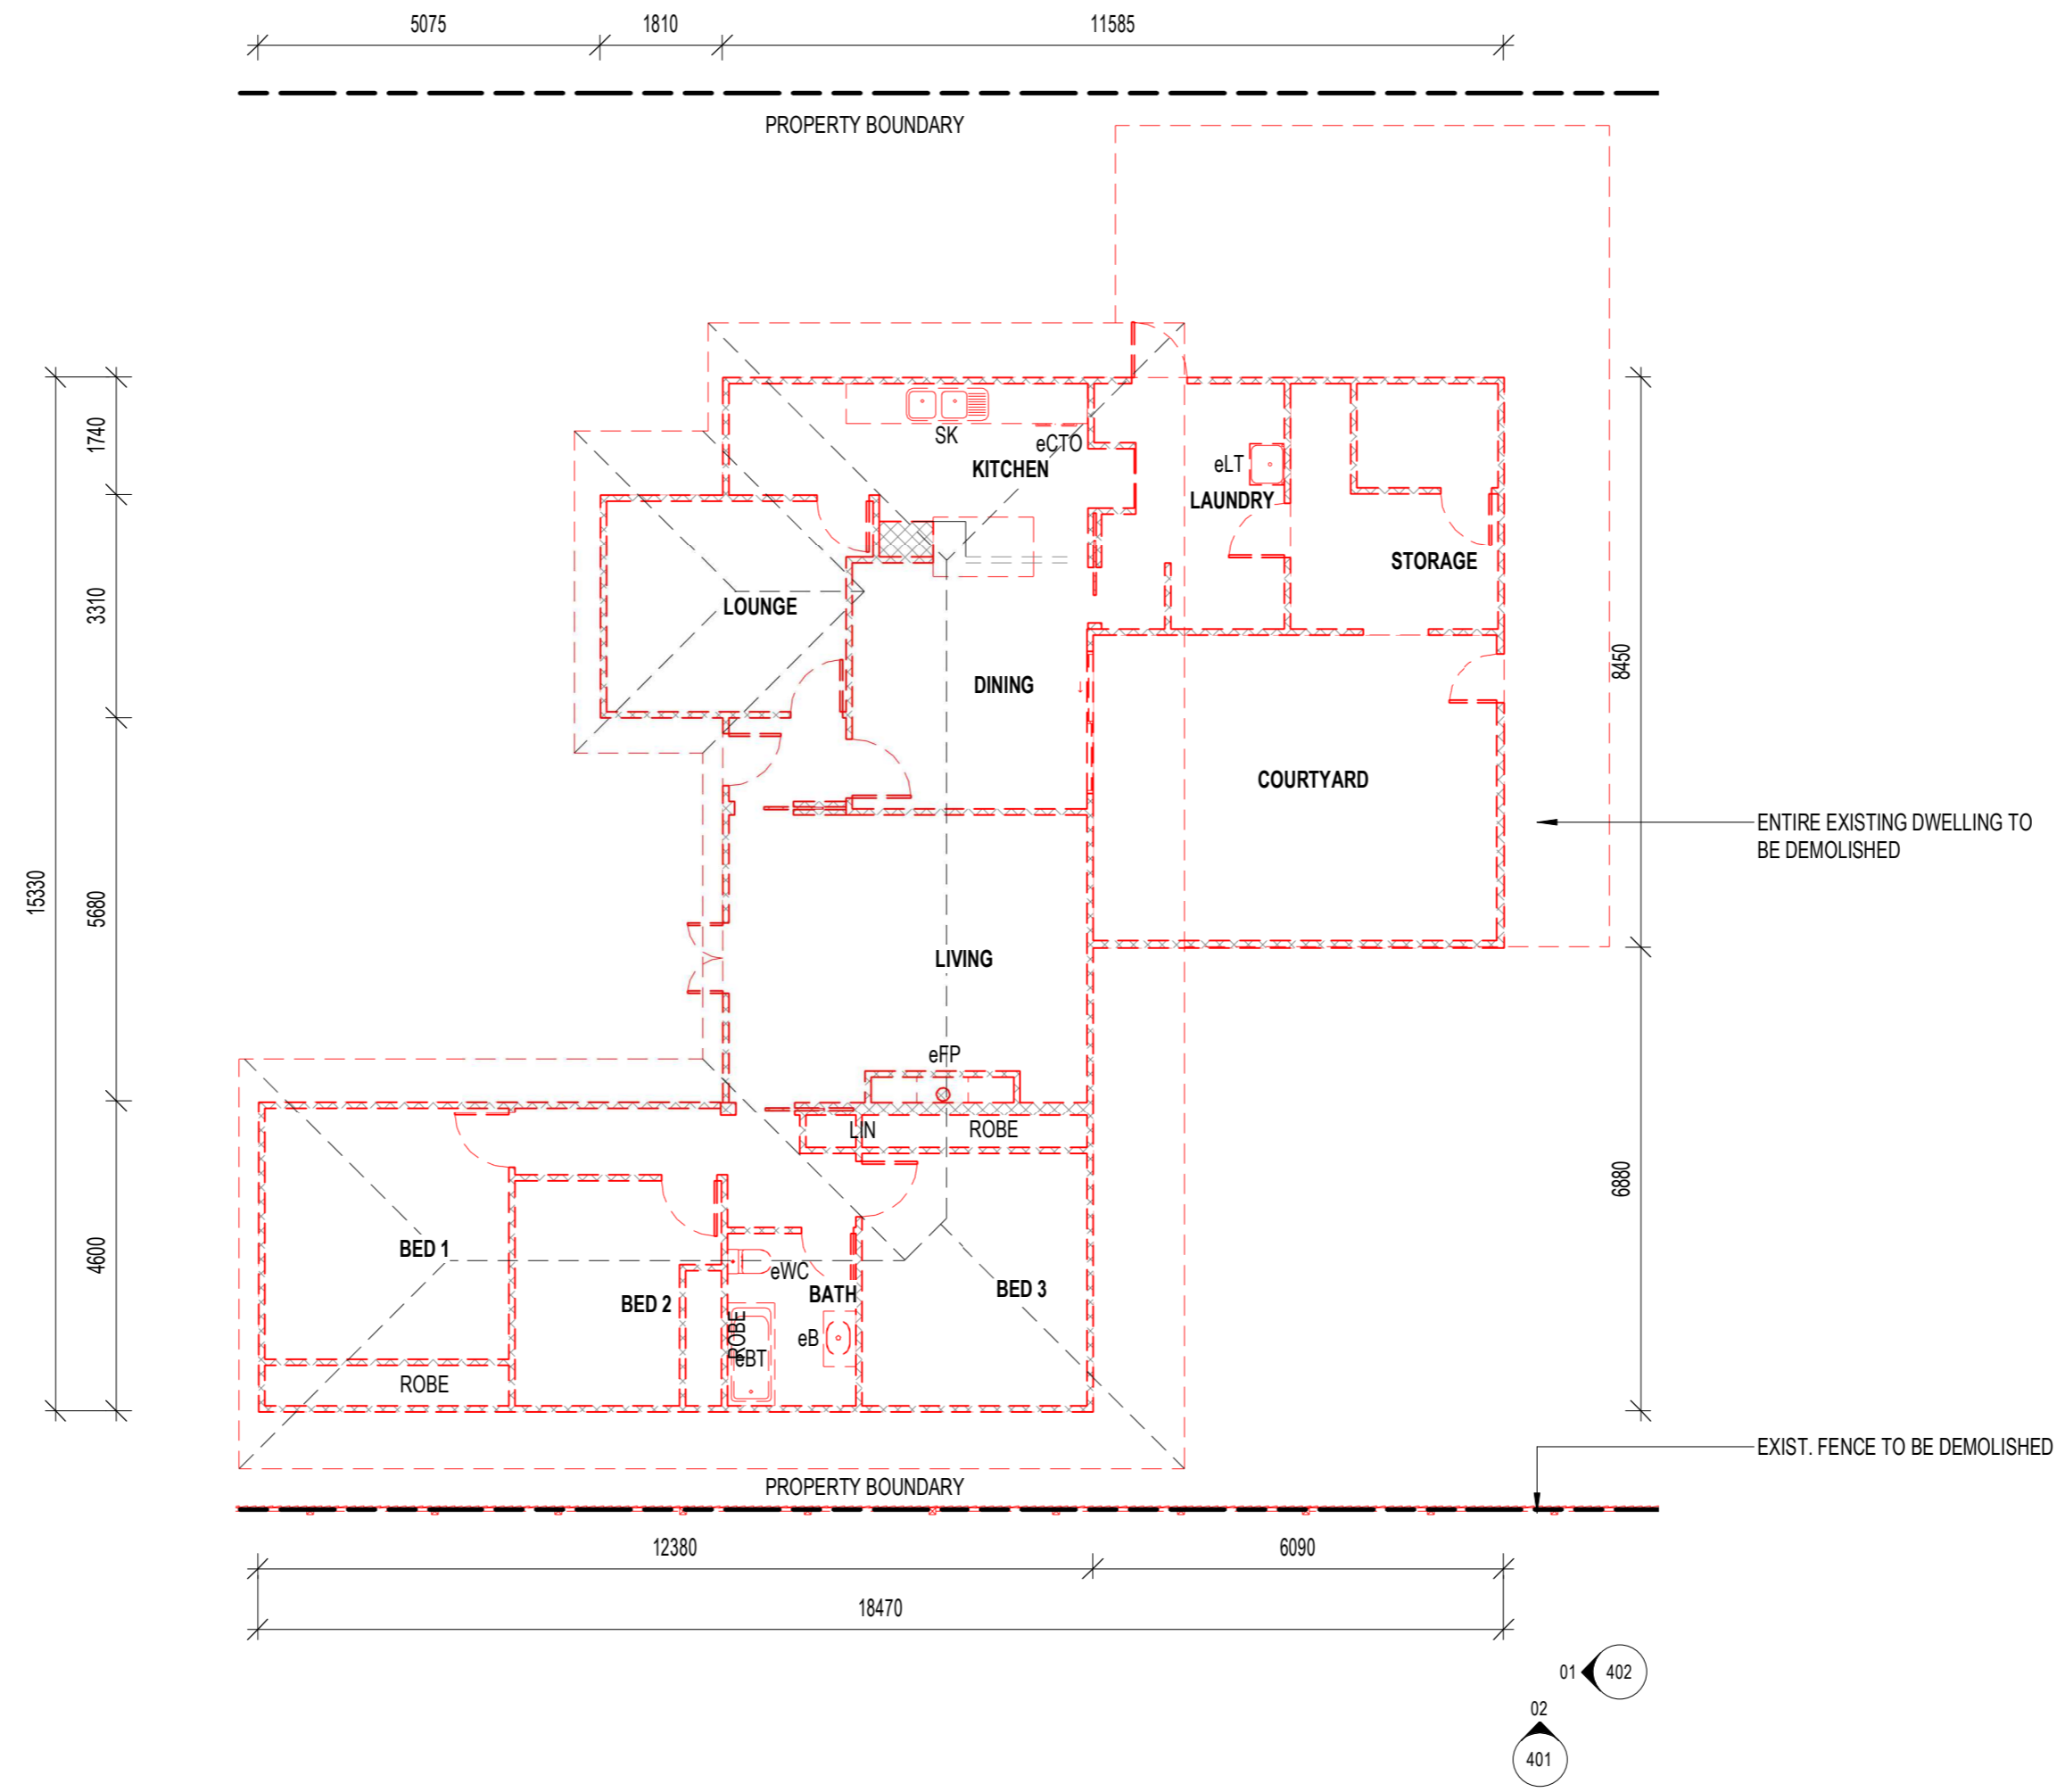 5075 1810 11585
PROPERTY BOUNDARY
SK
eCTO
KITCHEN
eLT
LAUNDRY
STORAGE
LOUNGE
DINING
COURTYARD
LIVING
eFP
LIN
ROBE
BED 1
ROBE
BED 2
ROBE
eWC
BATH
eB
eBT
BED 3
15330
1740
3310
5680
4600
8450
6880
ENTIRE EXISTING DWELLING TO
BE DEMOLISHED
EXIST. FENCE TO BE DEMOLISHED
PROPERTY BOUNDARY
12380 6090
18470
01 402
02
401